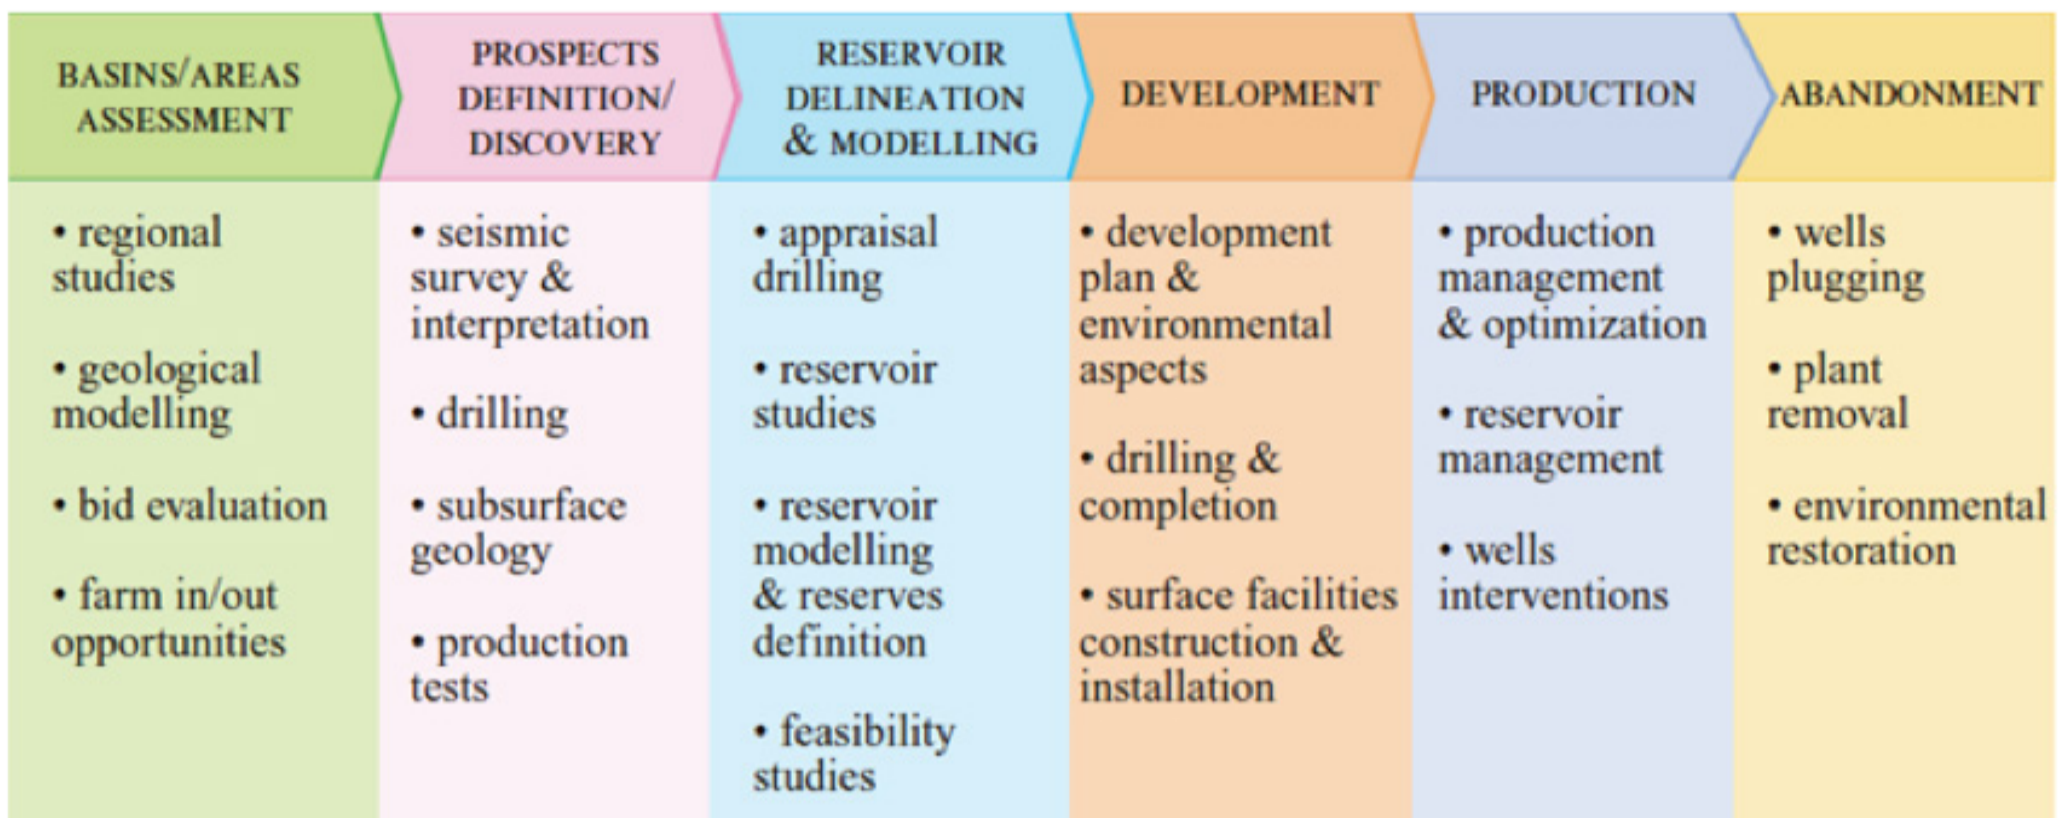 BASINS/AREAS
ASSESSMENT
PROSPECTS
DEFINITION/
DISCOVERY
RESERVOIR
DELINEATION
& MODELLING
DEVELOPMENT
PRODUCTION
ABANDONMENT
• regional
studies
• geological
modelling
• bid evaluation
• farm in/out
opportunities
• seismic
survey &
interpretation
• drilling
• subsurface
geology
• production
tests
• appraisal
drilling
• reservoir
studies
• reservoir
modelling
& reserves
definition
• feasibility
studies
• development
plan &
environmental
aspects
• drilling &
completion
• surface facilities
construction &
installation
• production
management
& optimization
• reservoir
management
• wells
interventions
• wells
plugging
• plant
removal
• environmental
restoration